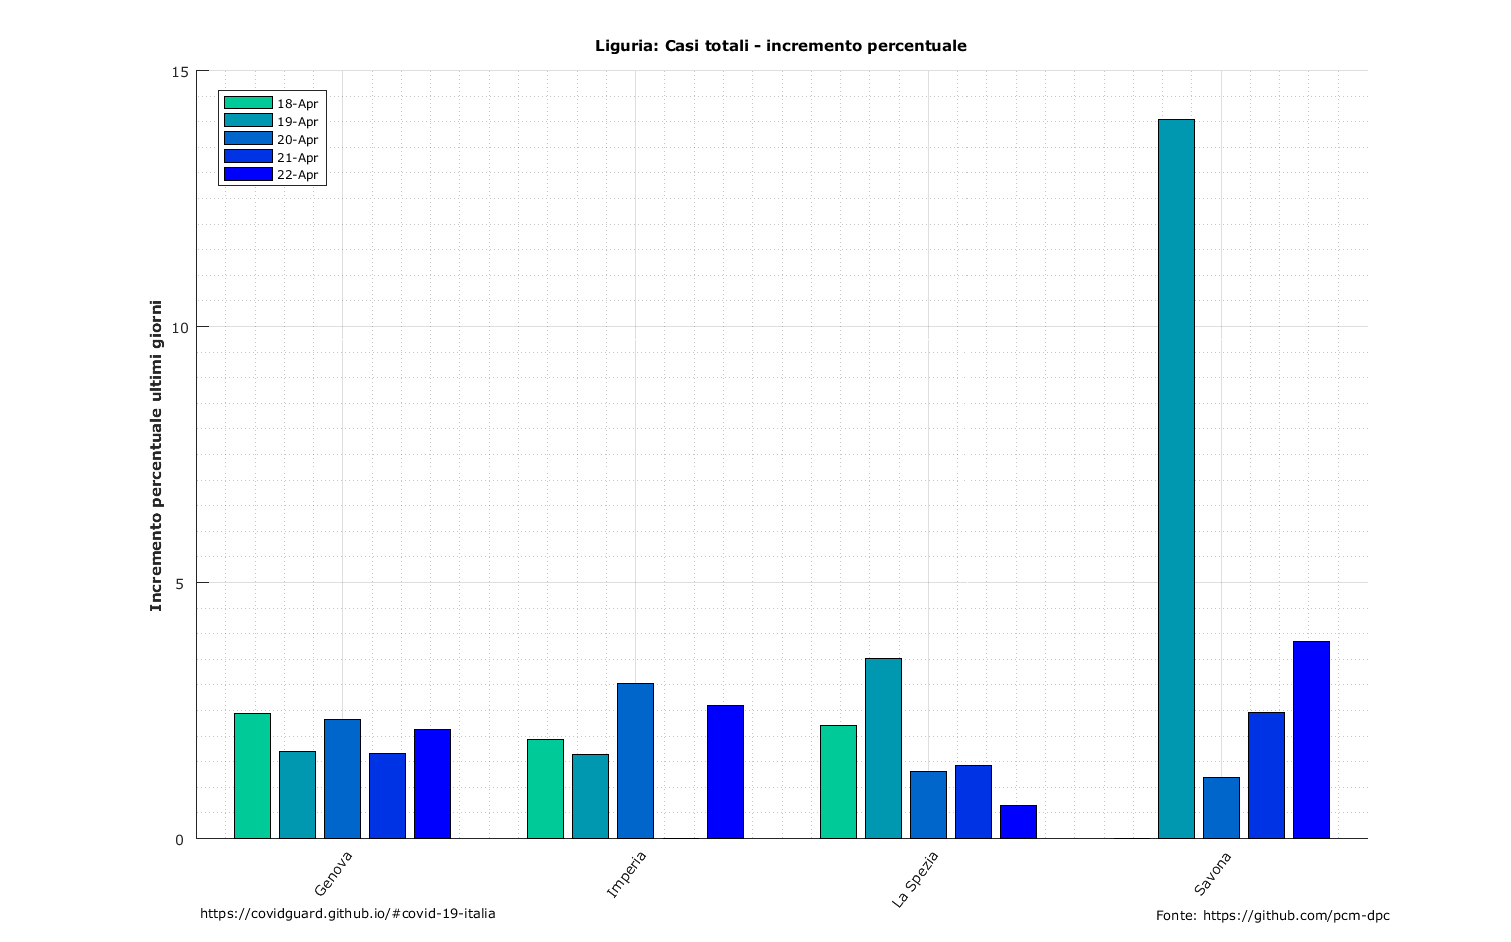 Liguria: Casi totali - incremento percentuale
15
10
5
0
Incremento percentuale ultimi giorni
18-Apr
19-Apr
20-Apr
21-Apr
22-Apr
Genova
Imperia
La Spezia
Savona
https://covidguard.github.io/#covid-19-italia
Fonte: https://github.com/pcm-dpc